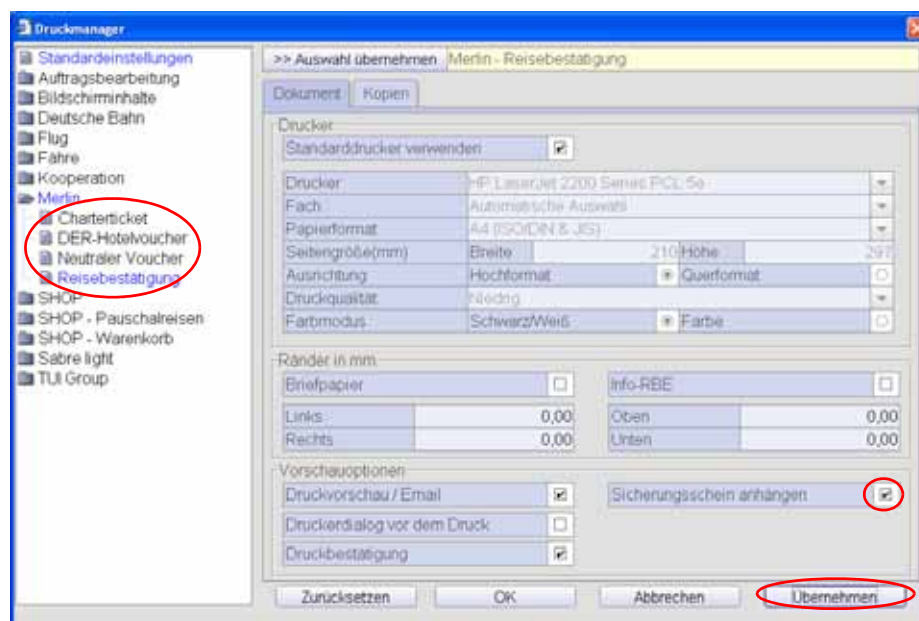 Druckmanager
Standardeinstellungen
Auftragsbearbeitung
Bildschirminhalte
Deutsche Bahn
Flug
Fähre
Kooperation
Merlin
Charterticket
DER-Hotelvoucher
Neutraler Voucher
Reisebestätigung
SHOP
SHOP - Pauschalreisen
SHOP - Warenkorb
Sabre light
TUI Group
>> Auswahl übernehmen Merlin - Reisebestätigung
Dokument Kopien
Drucker
Standarddrucker verwenden
Drucker HP LaserJet 2200 Series PCL 5e
Fach Automatische Auswahl
Papierformat A4 (ISO/DIN & JIS)
Seitengröße(mm) Breite 210 Höhe 297
Ausrichtung Hochformat Querformat
Druckqualität Niedrig
Farbmodus Schwarz/Weiß Farbe
Ränder in mm
Briefpapier Info-RBE
Links 0,00 Oben 0,00
Rechts 0,00 Unten 0,00
Vorschauoptionen
Druckvorschau / Email Sicherungsschein anhängen
Druckerdialog vor dem Druck
Druckbestätigung
Zurücksetzen OK Abbrechen Übernehmen